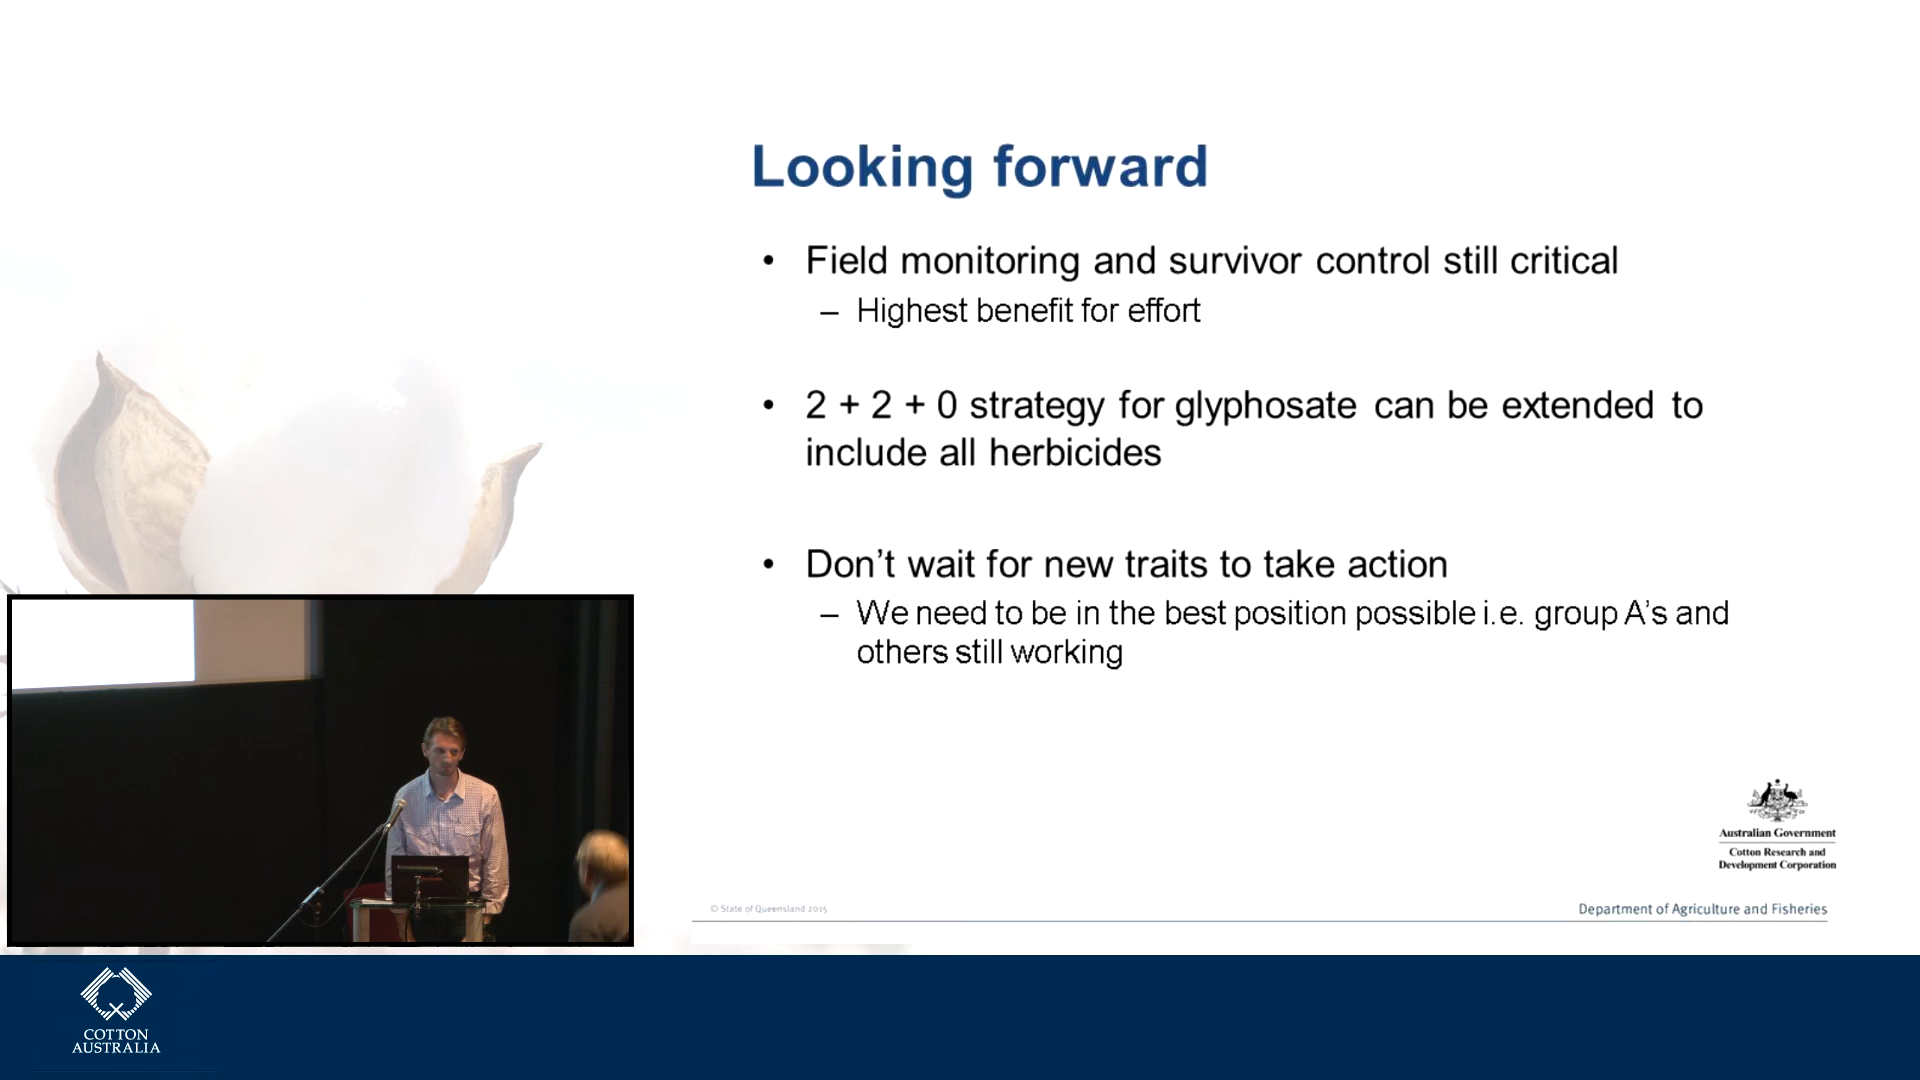 Looking forward
• Field monitoring and survivor control still critical
– Highest benefit for effort
• 2 + 2 + 0 strategy for glyphosate can be extended to
include all herbicides
• Don’t wait for new traits to take action
– We need to be in the best position possible i.e. group A’s and
others still working
Australian Government
Cotton Research and
Development Corporation
© State of Queensland 2015
Department of Agriculture and Fisheries
COTTON
AUSTRALIA